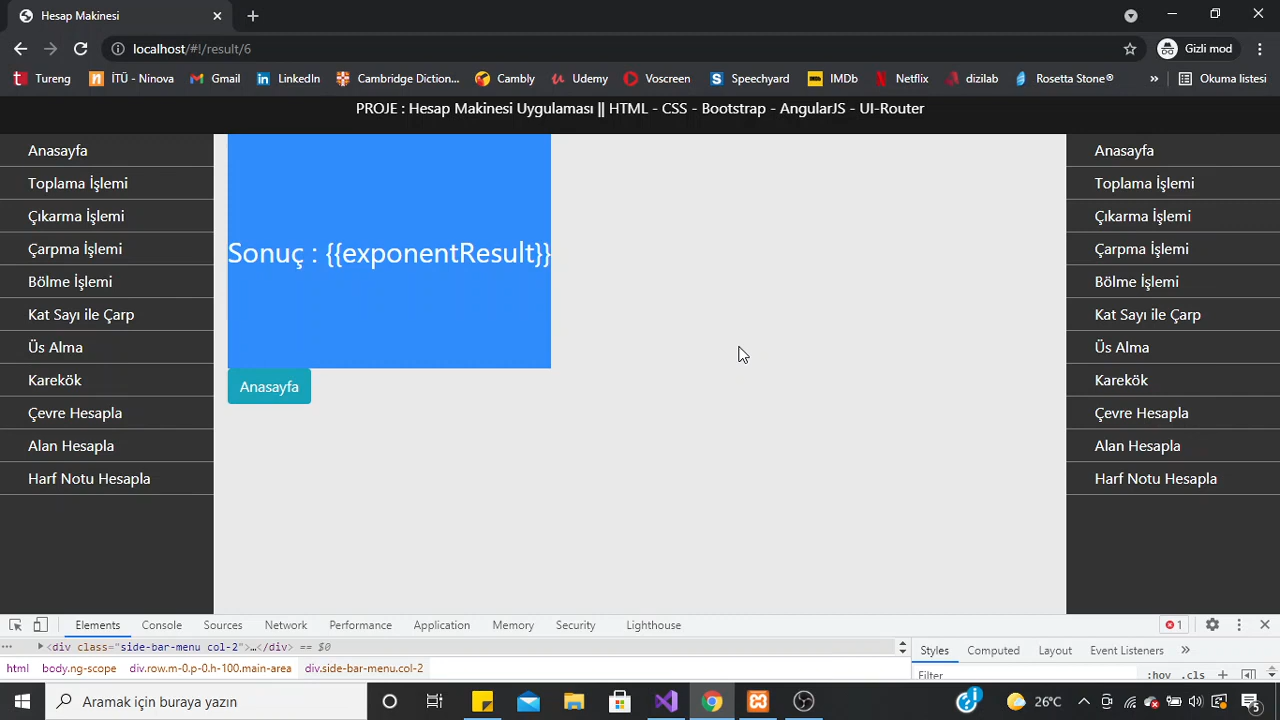 Hesap Makinesi
localhost/#!/result/6
Gizli mod
Tureng
İTÜ - Ninova
Gmail
LinkedIn
Cambridge Diction...
Cambly
Udemy
Voscreen
Speechyard
IMDb
Netflix
dizilab
Rosetta Stone®
»
Okuma listesi
PROJE : Hesap Makinesi Uygulaması || HTML - CSS - Bootstrap - AngularJS - UI-Router
Anasayfa
Toplama İşlemi
Çıkarma İşlemi
Çarpma İşlemi
Bölme İşlemi
Kat Sayı ile Çarp
Üs Alma
Karekök
Çevre Hesapla
Alan Hesapla
Harf Notu Hesapla
Sonuç : {{exponentResult}}
Anasayfa
Anasayfa
Toplama İşlemi
Çıkarma İşlemi
Çarpma İşlemi
Bölme İşlemi
Kat Sayı ile Çarp
Üs Alma
Karekök
Çevre Hesapla
Alan Hesapla
Harf Notu Hesapla
Elements Console Sources Network Performance Application Memory Security Lighthouse 1
<div class="side-bar-menu col-2">…</div> == $0
html body.ng-scope div.row.m-0.p-0.h-100.main-area div.side-bar-menu.col-2
Styles Computed Layout Event Listeners »
Filter :hov .cls +
Aramak için buraya yazın
26°C
5